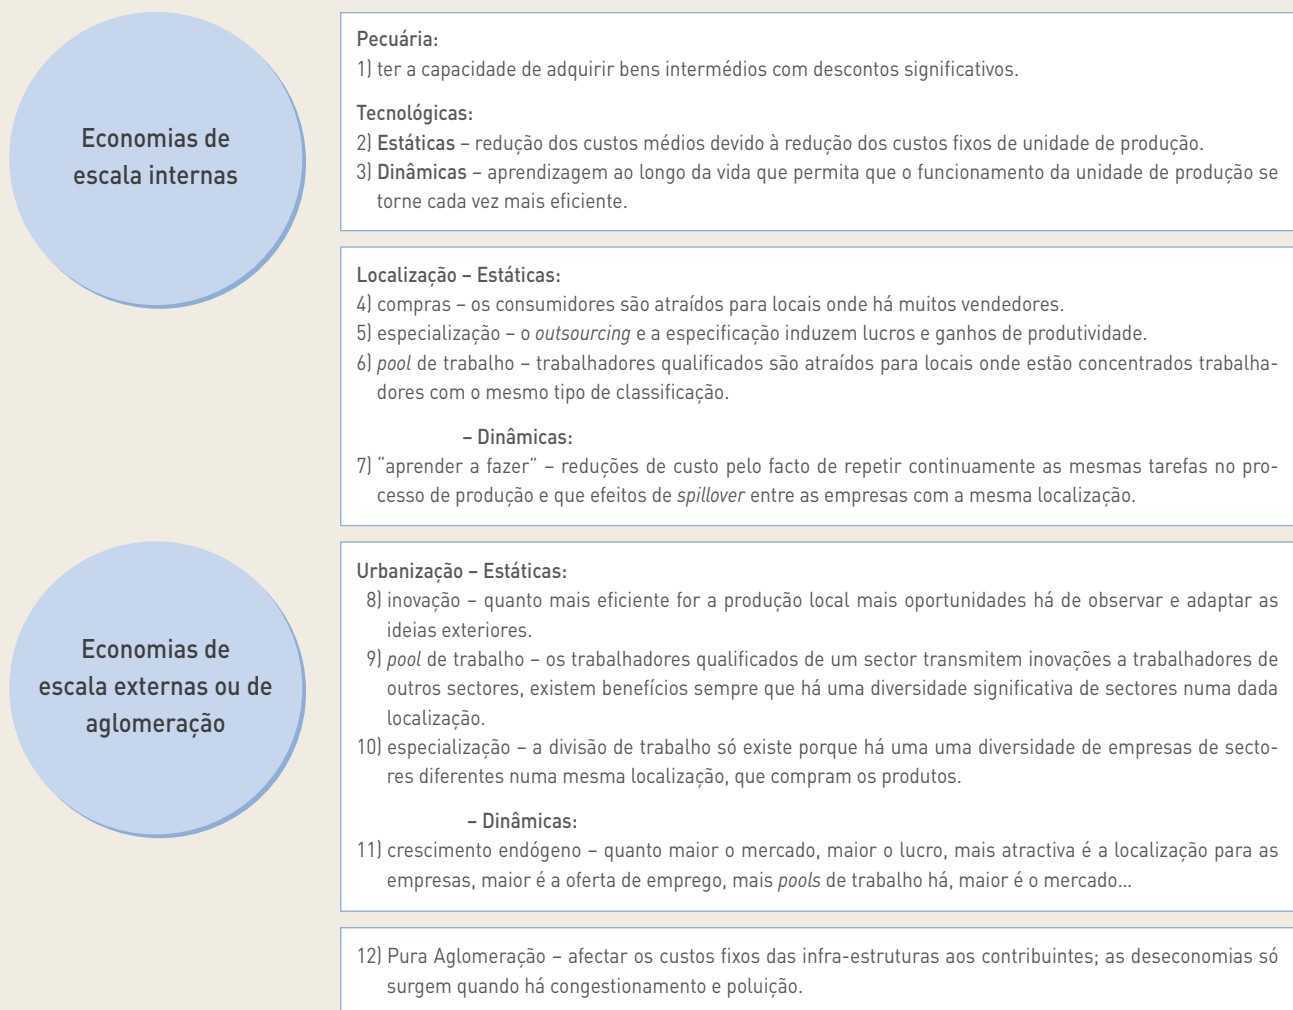 Economias de
escala internas
Pecuária:
1) ter a capacidade de adquirir bens intermédios com descontos significativos.
Tecnológicas:
2) Estáticas – redução dos custos médios devido à redução dos custos fixos de unidade de produção.
3) Dinâmicas – aprendizagem ao longo da vida que permita que o funcionamento da unidade de produção se
torne cada vez mais eficiente.
Localização – Estáticas:
4) compras – os consumidores são atraídos para locais onde há muitos vendedores.
5) especialização – o outsourcing e a especificação induzem lucros e ganhos de produtividade.
6) pool de trabalho – trabalhadores qualificados são atraídos para locais onde estão concentrados trabalha-
dores com o mesmo tipo de classificação.
– Dinâmicas:
7) “aprender a fazer” – reduções de custo pelo facto de repetir continuamente as mesmas tarefas no pro-
cesso de produção e que efeitos de spillover entre as empresas com a mesma localização.
Economias de
escala externas ou de
aglomeração
Urbanização – Estáticas:
8) inovação – quanto mais eficiente for a produção local mais oportunidades há de observar e adaptar as
ideias exteriores.
9) pool de trabalho – os trabalhadores qualificados de um sector transmitem inovações a trabalhadores de
outros sectores, existem benefícios sempre que há uma diversidade significativa de sectores numa dada
localização.
10) especialização – a divisão de trabalho só existe porque há uma uma diversidade de empresas de secto-
res diferentes numa mesma localização, que compram os produtos.
– Dinâmicas:
11) crescimento endógeno – quanto maior o mercado, maior o lucro, mais atractiva é a localização para as
empresas, maior é a oferta de emprego, mais pools de trabalho há, maior é o mercado...
12) Pura Aglomeração – afectar os custos fixos das infra-estruturas aos contribuintes; as deseconomias só
surgem quando há congestionamento e poluição.